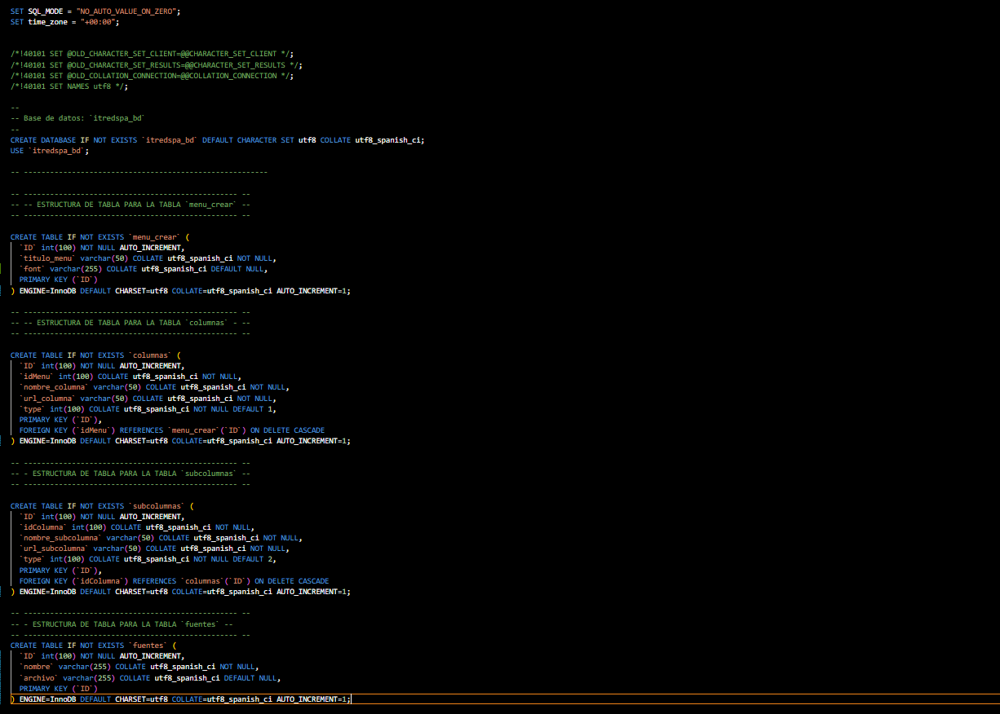 SET SQL_MODE = "NO_AUTO_VALUE_ON_ZERO";
SET time_zone = "+00:00";
/*!40101 SET @OLD_CHARACTER_SET_CLIENT=@@CHARACTER_SET_CLIENT */;
/*!40101 SET @OLD_CHARACTER_SET_RESULTS=@@CHARACTER_SET_RESULTS */;
/*!40101 SET @OLD_COLLATION_CONNECTION=@@COLLATION_CONNECTION */;
/*!40101 SET NAMES utf8 */;
--
-- Base de datos: `itredspa_bd`
--
CREATE DATABASE IF NOT EXISTS `itredspa_bd` DEFAULT CHARACTER SET utf8 COLLATE utf8_spanish_ci;
USE `itredspa_bd`;
-- --------------------------------------------------------
-- ------------------------------------------------- --
-- -- ESTRUCTURA DE TABLA PARA LA TABLA `menu_crear` --
-- ------------------------------------------------- --
CREATE TABLE IF NOT EXISTS `menu_crear` (
  `ID` int(100) NOT NULL AUTO_INCREMENT,
  `titulo_menu` varchar(50) COLLATE utf8_spanish_ci NOT NULL,
  `font` varchar(255) COLLATE utf8_spanish_ci DEFAULT NULL,
  PRIMARY KEY (`ID`)
) ENGINE=InnoDB DEFAULT CHARSET=utf8 COLLATE=utf8_spanish_ci AUTO_INCREMENT=1;
-- ------------------------------------------------- --
-- -- ESTRUCTURA DE TABLA PARA LA TABLA `columnas` - --
-- ------------------------------------------------- --
CREATE TABLE IF NOT EXISTS `columnas` (
  `ID` int(100) NOT NULL AUTO_INCREMENT,
  `idMenu` int(100) COLLATE utf8_spanish_ci NOT NULL,
  `nombre_columna` varchar(50) COLLATE utf8_spanish_ci NOT NULL,
  `url_columna` varchar(50) COLLATE utf8_spanish_ci NOT NULL,
  `type` int(100) COLLATE utf8_spanish_ci NOT NULL DEFAULT 1,
  PRIMARY KEY (`ID`),
  FOREIGN KEY (`idMenu`) REFERENCES `menu_crear`(`ID`) ON DELETE CASCADE
) ENGINE=InnoDB DEFAULT CHARSET=utf8 COLLATE=utf8_spanish_ci AUTO_INCREMENT=1;
-- ------------------------------------------------- --
-- - ESTRUCTURA DE TABLA PARA LA TABLA `subcolumnas` --
-- ------------------------------------------------- --
CREATE TABLE IF NOT EXISTS `subcolumnas` (
  `ID` int(100) NOT NULL AUTO_INCREMENT,
  `idColumna` int(100) COLLATE utf8_spanish_ci NOT NULL,
  `nombre_subcolumna` varchar(50) COLLATE utf8_spanish_ci NOT NULL,
  `url_subcolumna` varchar(50) COLLATE utf8_spanish_ci NOT NULL,
  `type` int(100) COLLATE utf8_spanish_ci NOT NULL DEFAULT 2,
  PRIMARY KEY (`ID`),
  FOREIGN KEY (`idColumna`) REFERENCES `columnas`(`ID`) ON DELETE CASCADE
) ENGINE=InnoDB DEFAULT CHARSET=utf8 COLLATE=utf8_spanish_ci AUTO_INCREMENT=1;
-- ------------------------------------------------- --
-- - ESTRUCTURA DE TABLA PARA LA TABLA `fuentes` --
-- ------------------------------------------------- --
CREATE TABLE IF NOT EXISTS `fuentes` (
  `ID` int(100) NOT NULL AUTO_INCREMENT,
  `nombre` varchar(255) COLLATE utf8_spanish_ci NOT NULL,
  `archivo` varchar(255) COLLATE utf8_spanish_ci DEFAULT NULL,
  PRIMARY KEY (`ID`)
) ENGINE=InnoDB DEFAULT CHARSET=utf8 COLLATE=utf8_spanish_ci AUTO_INCREMENT=1;